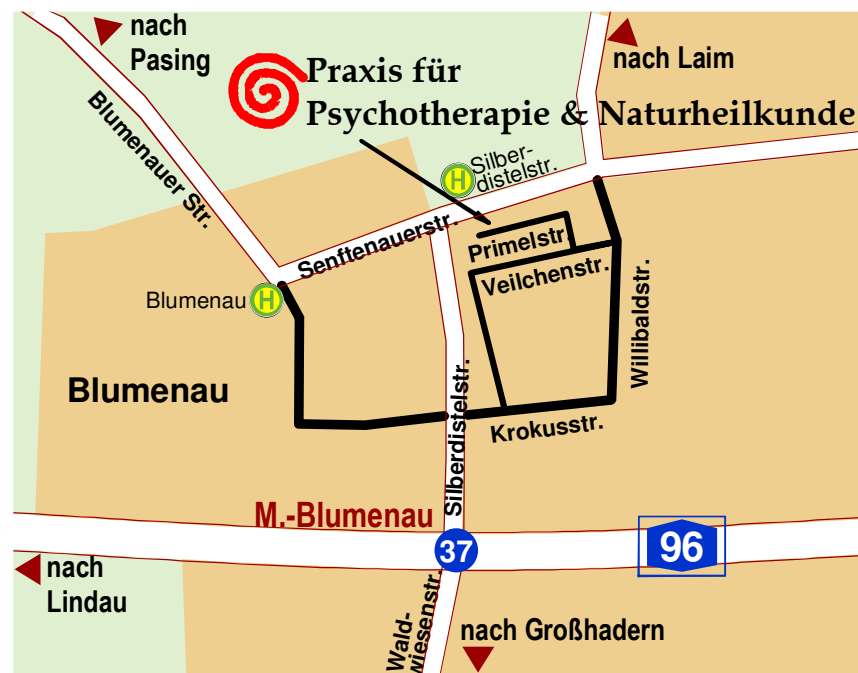 nach
Pasing
Praxis für
Psychotherapie & Naturheilkunde
nach Laim
Blumenauer Str.
H
Silber-
distelstr.
Senftenauerstr.
Primelstr.
Veilchenstr.
Blumenau
H
Willibaldstr.
Blumenau
Silberdistelstr.
Krokusstr.
M.-Blumenau
37
96
nach
Lindau
Wald-
wiesenstr.
nach Großhadern